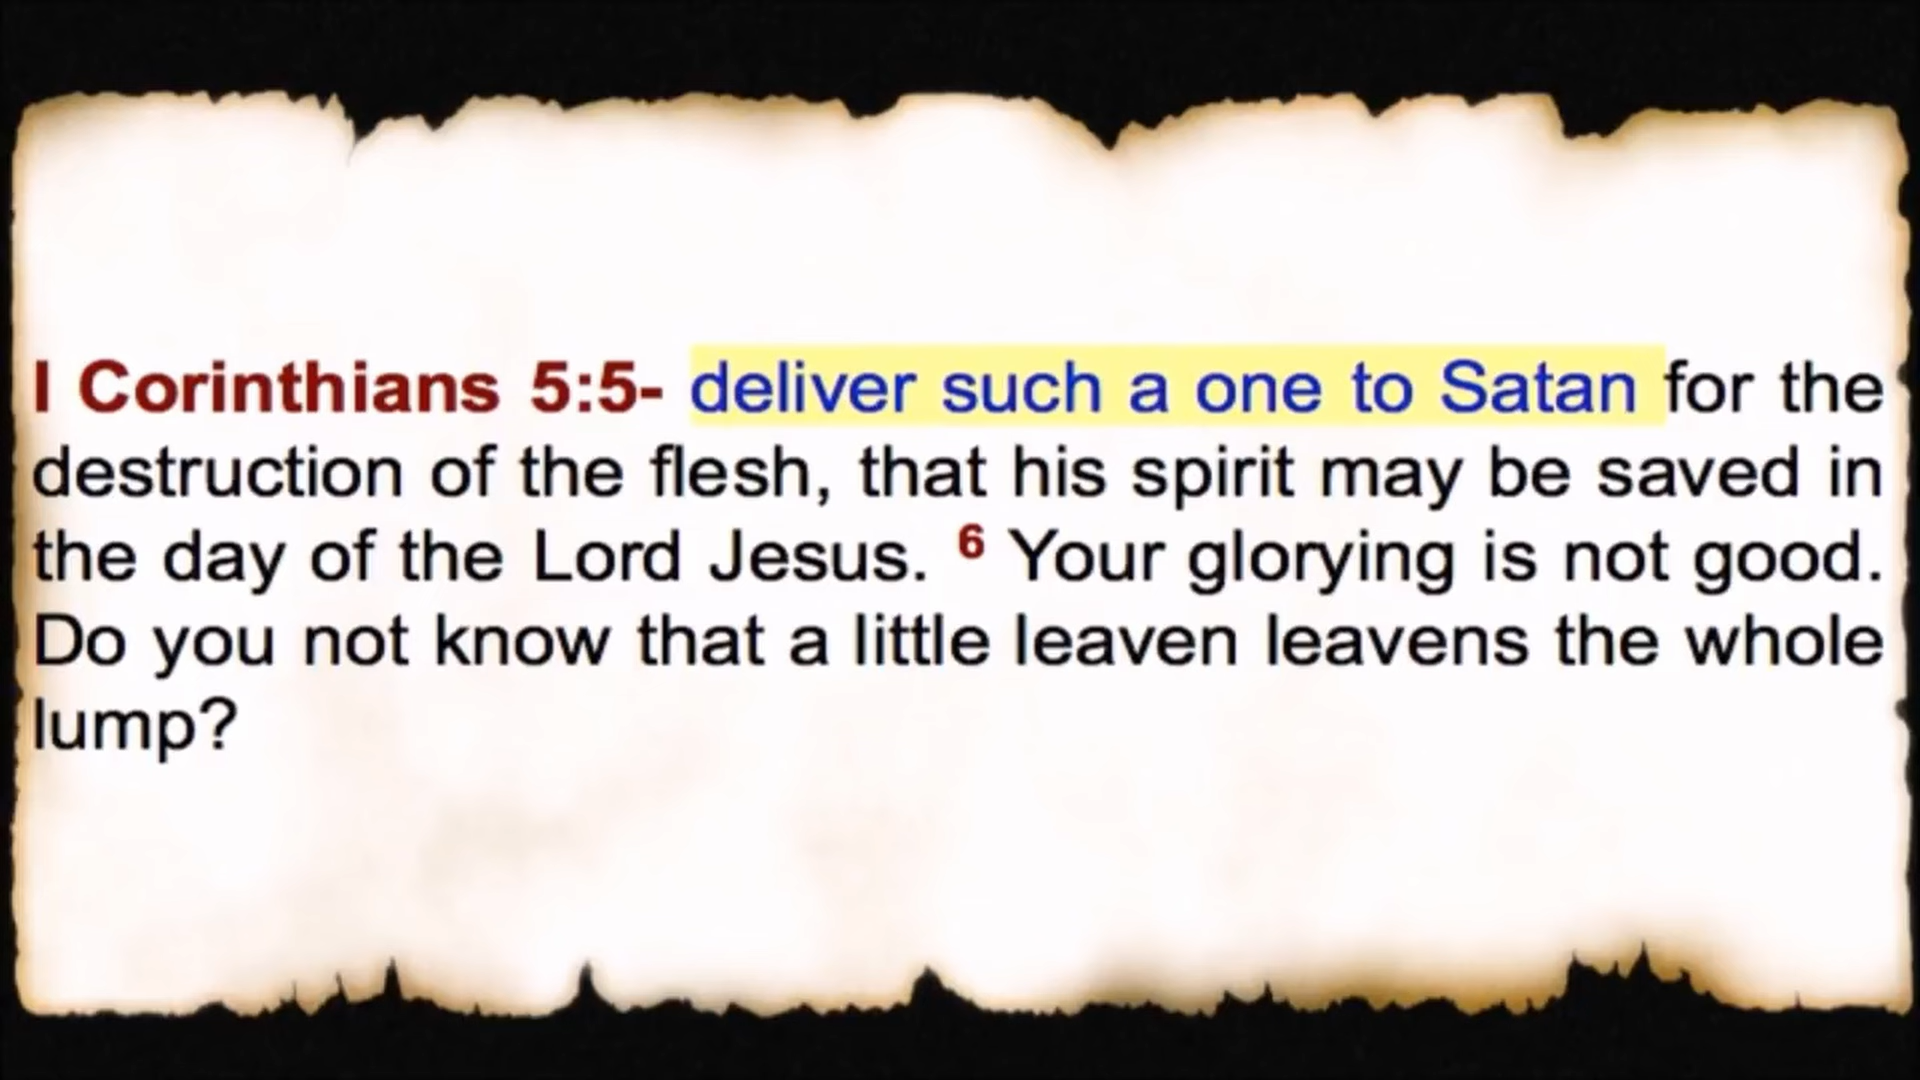 I Corinthians 5:5- deliver such a one to Satan for the
destruction of the flesh, that his spirit may be saved in
the day of the Lord Jesus. 6 Your glorying is not good.
Do you not know that a little leaven leavens the whole
lump?